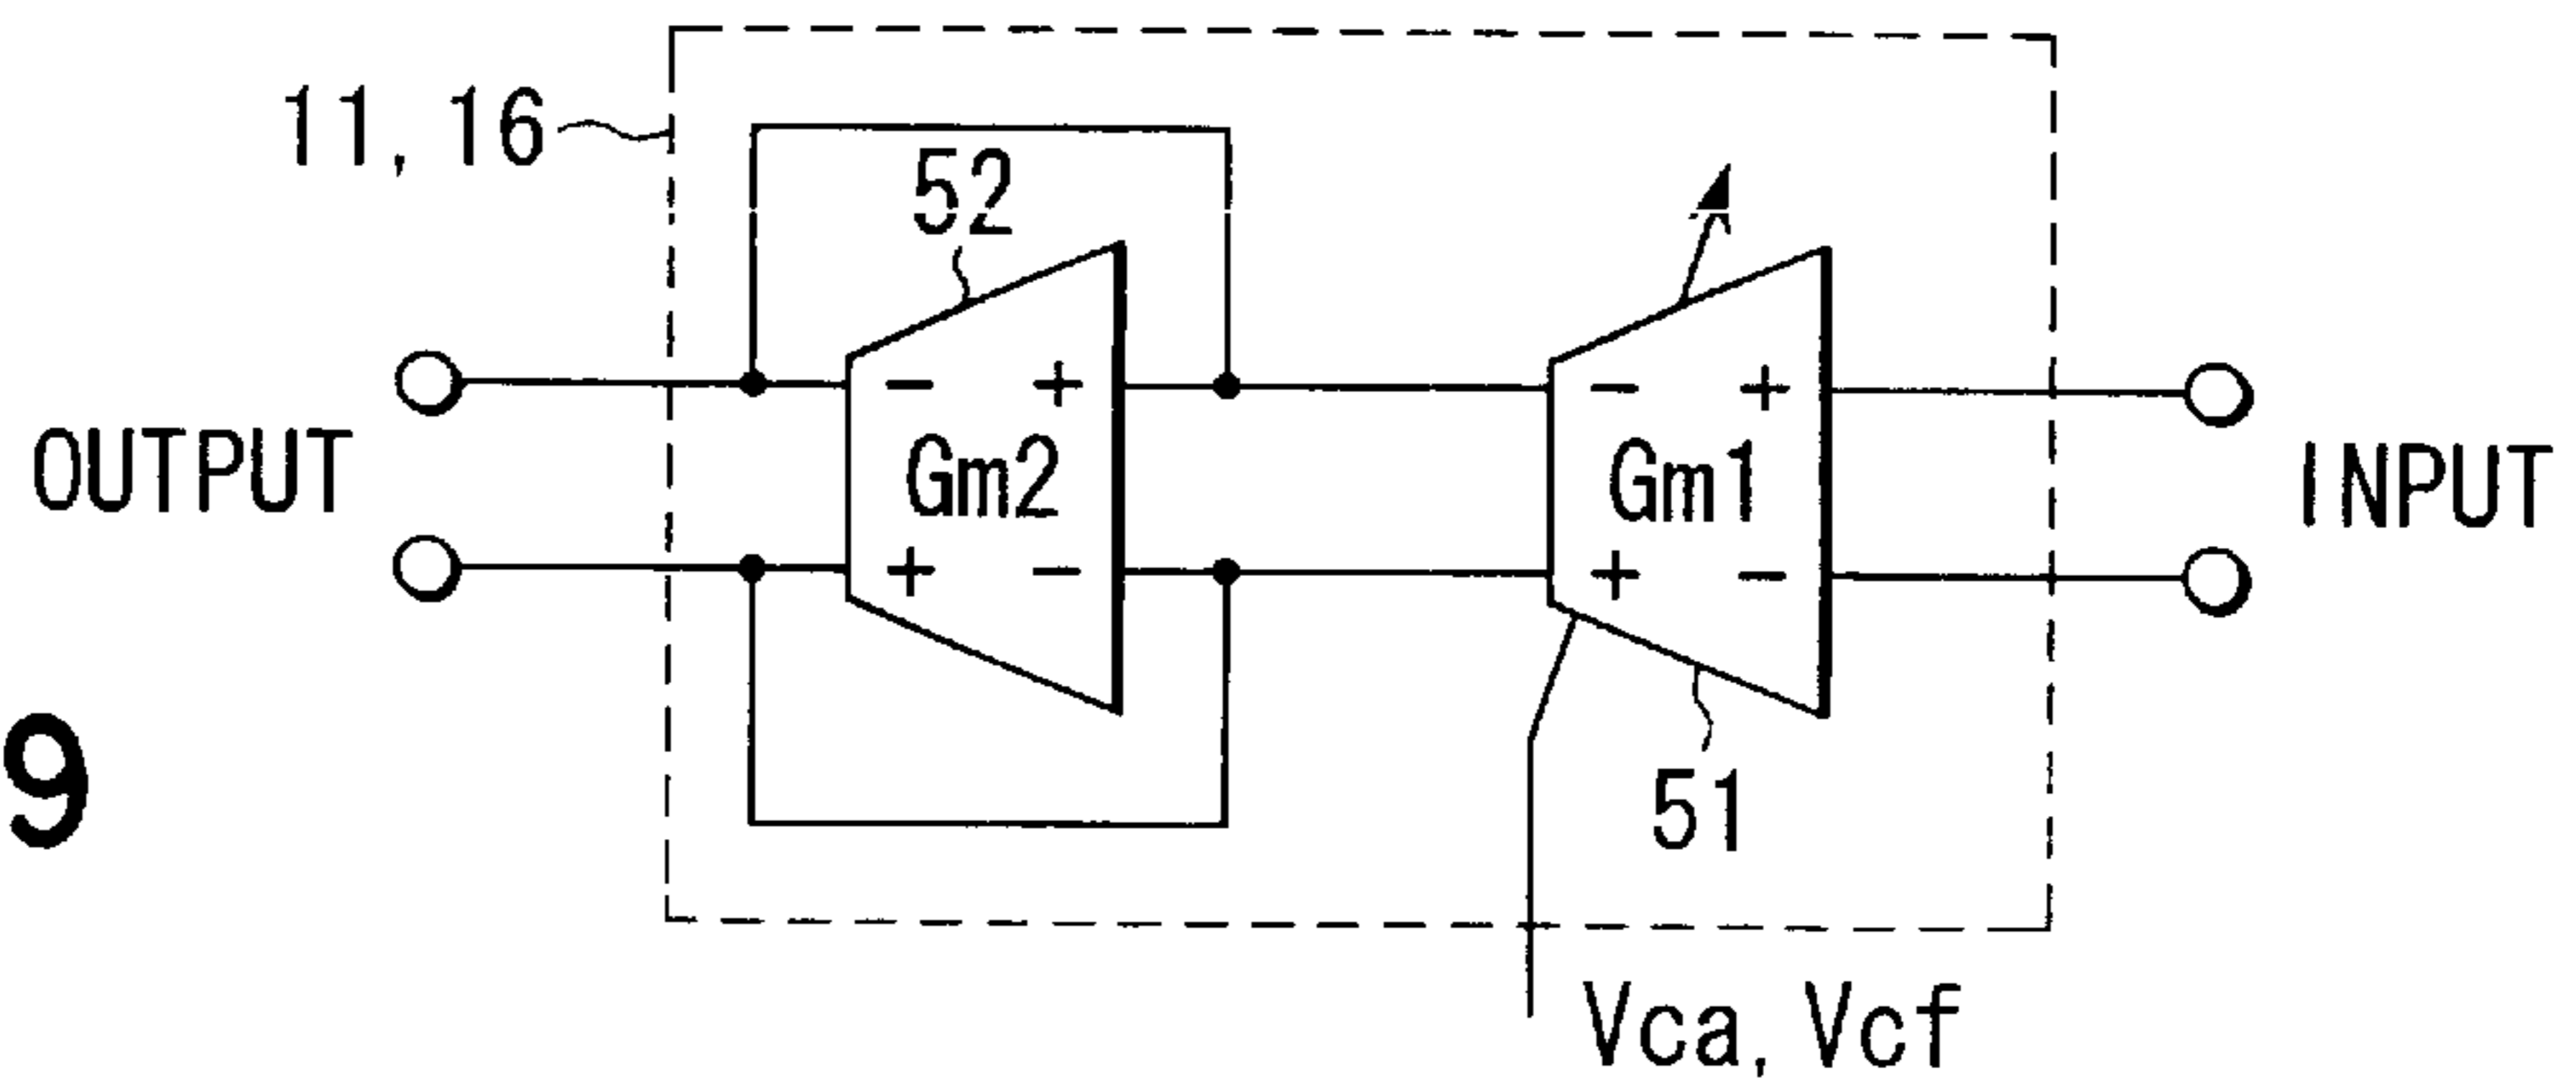 11, 16
52
- +
- +
OUTPUT
Gm2
Gm1
INPUT
+ -
+ -
9
51
Vca, Vcf